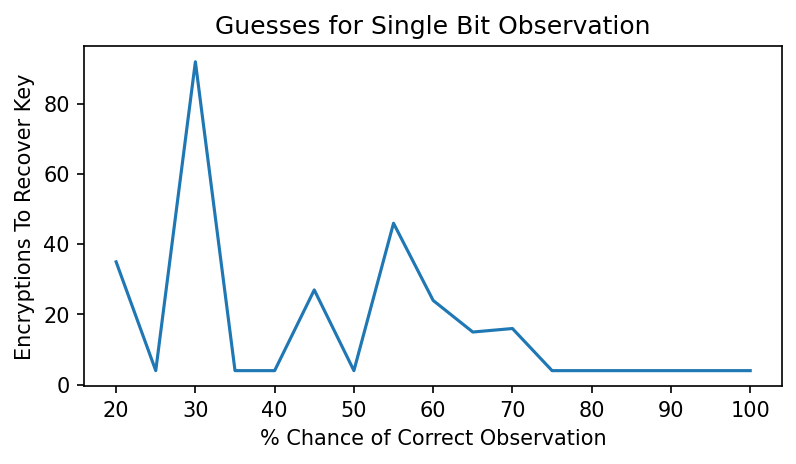 Guesses for Single Bit Observation
Encryptions To Recover Key
80
60
40
20
0
20 30 40 50 60 70 80 90 100
% Chance of Correct Observation